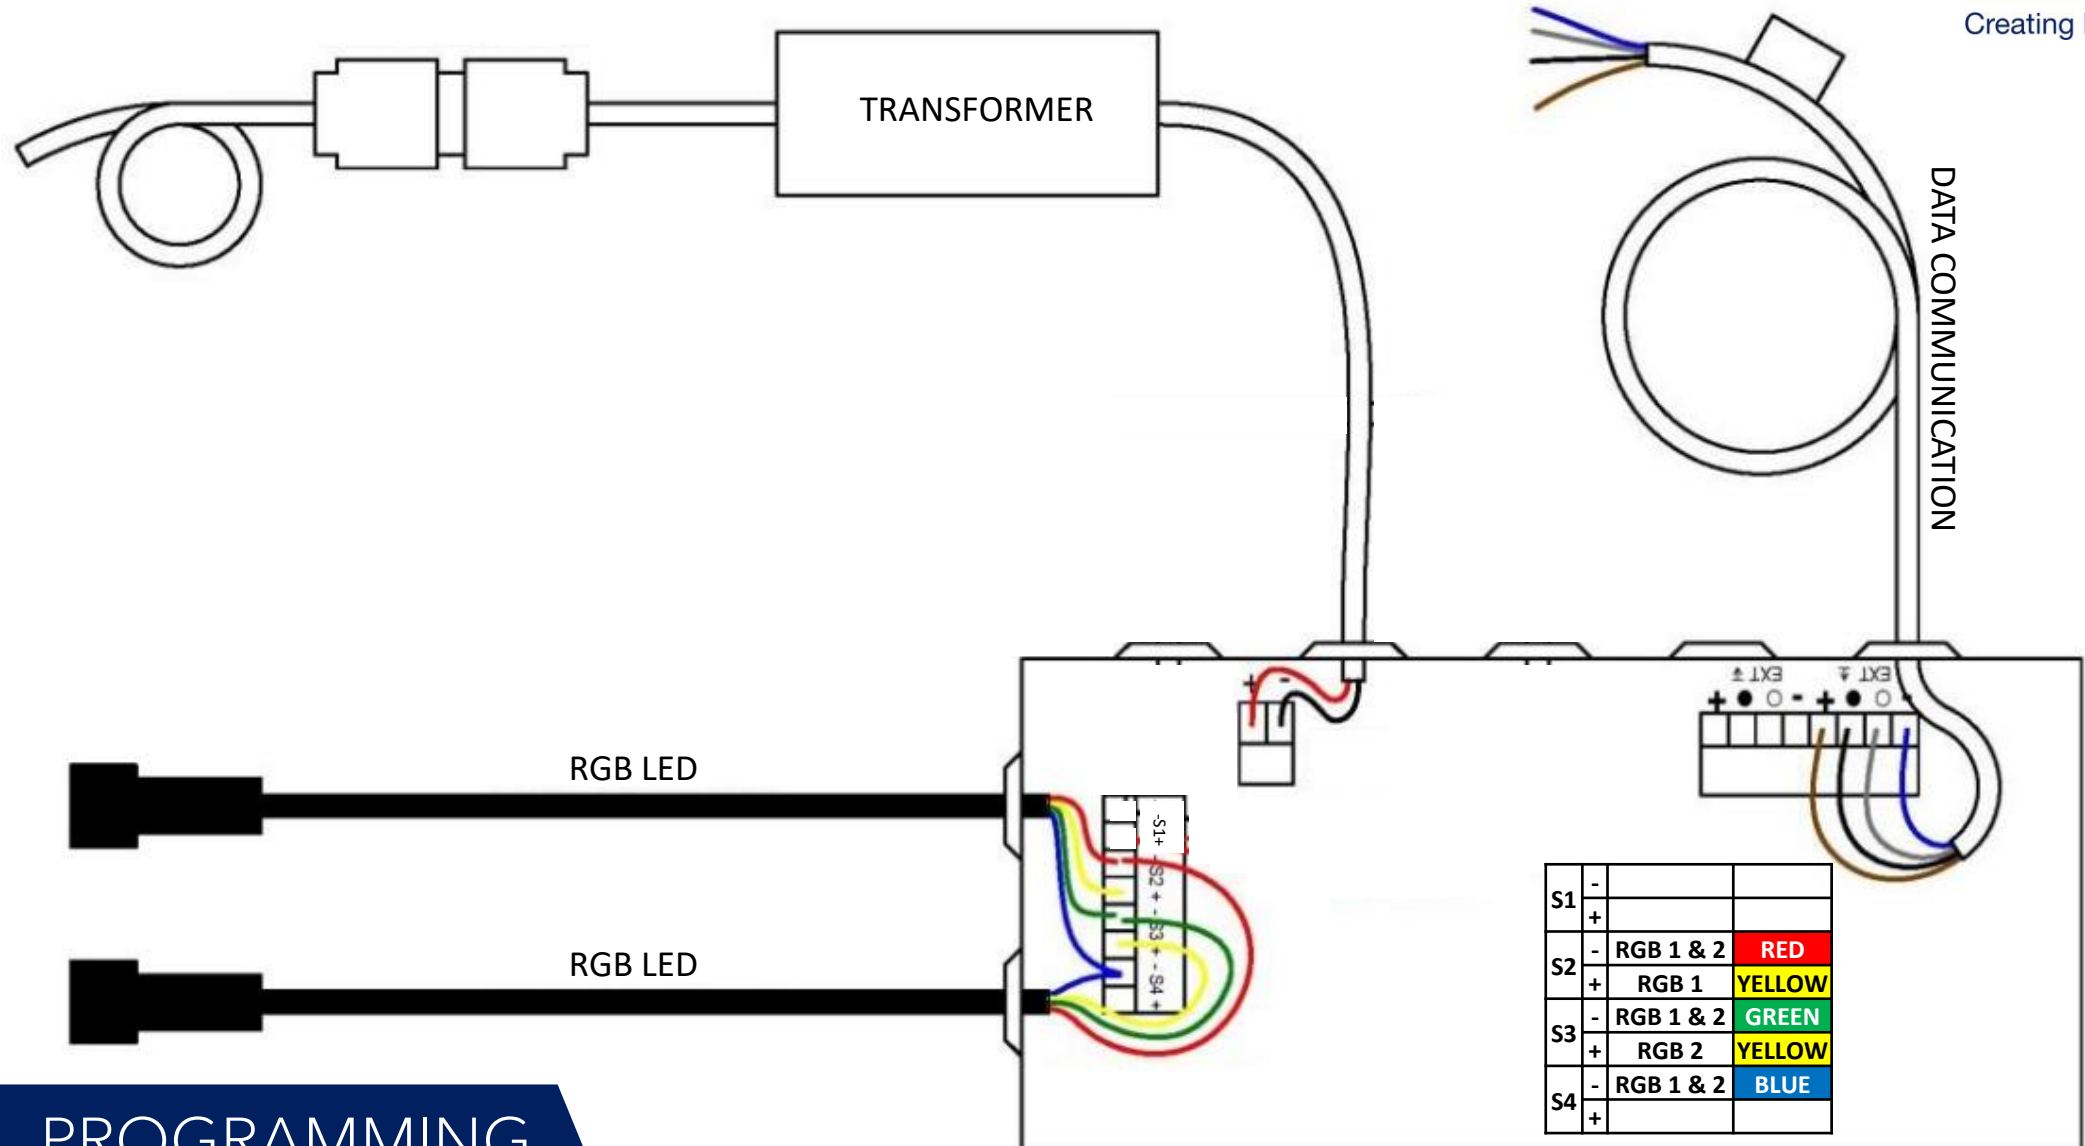 Creating
TRANSFORMER
DATA COMMUNICATION
+ -
EXT EXT
+ - + -
RGB LED
-S1+ -S2 + - S3 + - S4 +
RGB LED
S1 -
+
S2 - RGB 1 & 2 RED
+ RGB 1 YELLOW
S3 - RGB 1 & 2 GREEN
+ RGB 2 YELLOW
S4 - RGB 1 & 2 BLUE
+
PROGRAMMING